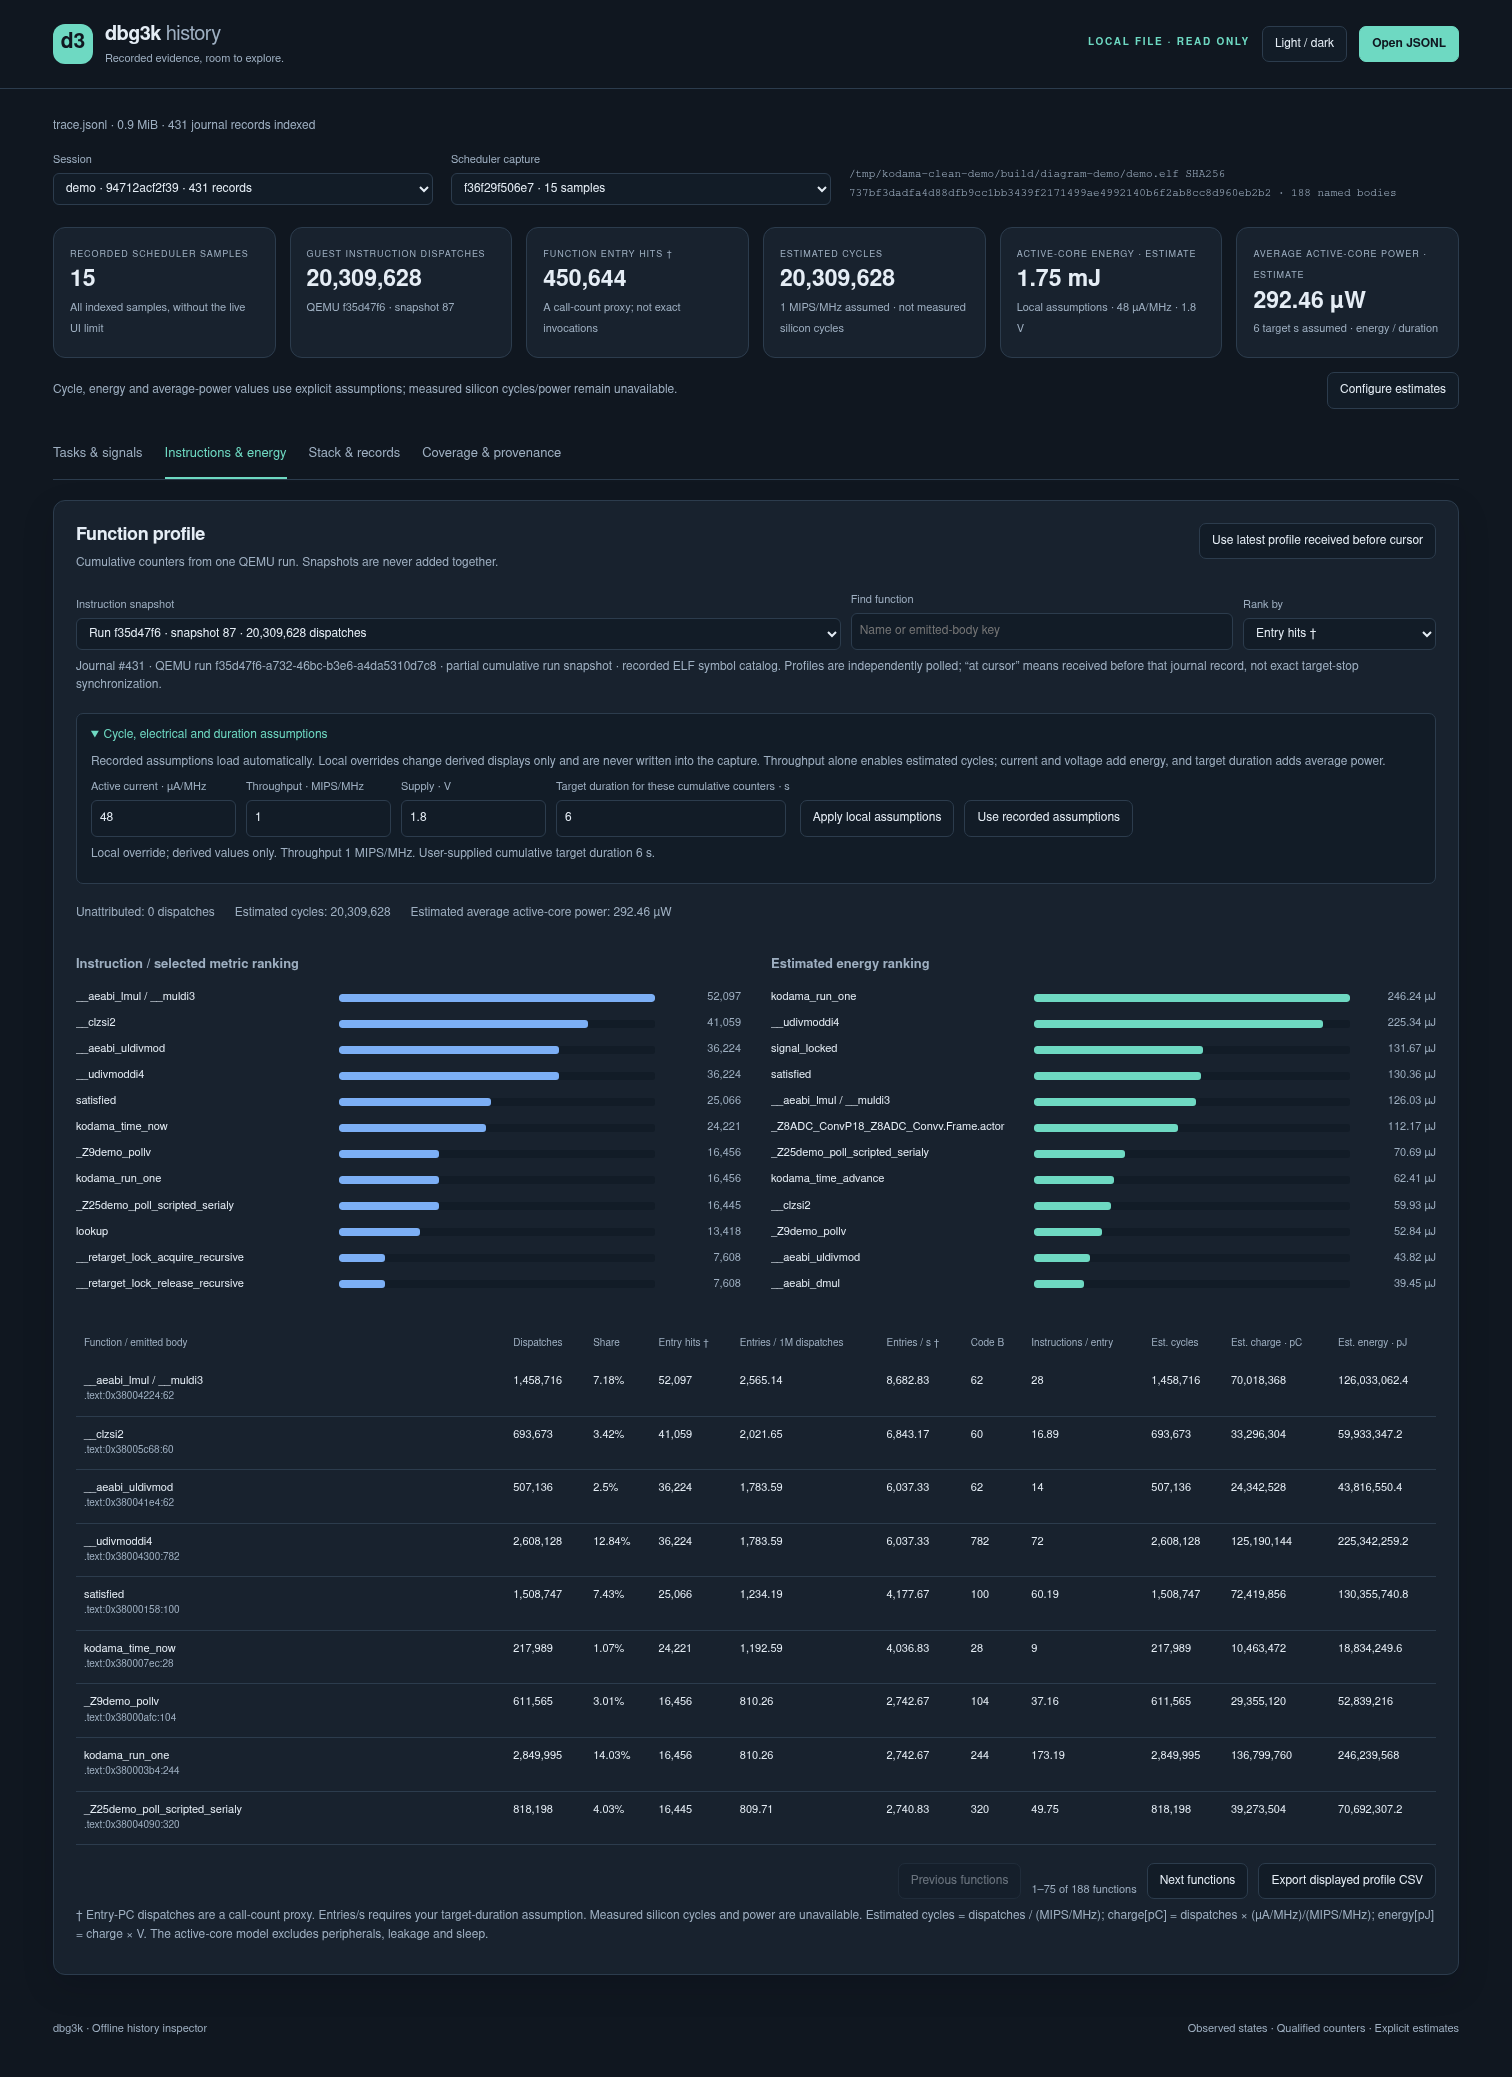 d3
dbg3k history
Recorded evidence, room to explore.
LOCAL FILE · READ ONLY
Light / dark
Open JSONL
trace.jsonl · 0.9 MiB · 431 journal records indexed
Session
demo · 94712acf2f39 · 431 records
Scheduler capture
f36f29f506e7 · 15 samples
/tmp/kodama-clean-demo/build/diagram-demo/demo.elf SHA256
737bf3dadfa4d88dfb9cc1bb3439f2171499ae4992140b6f2ab8cc8d960eb2b2 · 188 named bodies
RECORDED SCHEDULER SAMPLES
15
All indexed samples, without the live
UI limit
GUEST INSTRUCTION DISPATCHES
20,309,628
QEMU f35d47f6 · snapshot 87
FUNCTION ENTRY HITS †
450,644
A call-count proxy; not exact
invocations
ESTIMATED CYCLES
20,309,628
1 MIPS/MHz assumed · not measured
silicon cycles
ACTIVE-CORE ENERGY · ESTIMATE
1.75 mJ
Local assumptions · 48 µA/MHz · 1.8
V
AVERAGE ACTIVE-CORE POWER ·
ESTIMATE
292.46 µW
6 target s assumed · energy / duration
Cycle, energy and average-power values use explicit assumptions; measured silicon cycles/power remain unavailable.
Configure estimates
Tasks & signals
Instructions & energy
Stack & records
Coverage & provenance
Function profile
Cumulative counters from one QEMU run. Snapshots are never added together.
Use latest profile received before cursor
Instruction snapshot
Run f35d47f6 · snapshot 87 · 20,309,628 dispatches
Find function
Name or emitted-body key
Rank by
Entry hits †
Journal #431 · QEMU run f35d47f6-a732-46bc-b3e6-a4da5310d7c8 · partial cumulative run snapshot · recorded ELF symbol catalog. Profiles are independently polled; “at cursor” means received before that journal record, not exact target-stop
synchronization.
▼ Cycle, electrical and duration assumptions
Recorded assumptions load automatically. Local overrides change derived displays only and are never written into the capture. Throughput alone enables estimated cycles; current and voltage add energy, and target duration adds average power.
Active current · µA/MHz
48
Throughput · MIPS/MHz
1
Supply · V
1.8
Target duration for these cumulative counters · s
6
Apply local assumptions
Use recorded assumptions
Local override; derived values only. Throughput 1 MIPS/MHz. User-supplied cumulative target duration 6 s.
Unattributed: 0 dispatches Estimated cycles: 20,309,628 Estimated average active-core power: 292.46 µW
Instruction / selected metric ranking
__aeabi_lmul / __muldi3 52,097
__clzsi2 41,059
__aeabi_uldivmod 36,224
__udivmoddi4 36,224
satisfied 25,066
kodama_time_now 24,221
_Z9demo_pollv 16,456
kodama_run_one 16,456
_Z25demo_poll_scripted_serialy 16,445
lookup 13,418
__retarget_lock_acquire_recursive 7,608
__retarget_lock_release_recursive 7,608
Estimated energy ranking
kodama_run_one 246.24 µJ
__udivmoddi4 225.34 µJ
signal_locked 131.67 µJ
satisfied 130.36 µJ
__aeabi_lmul / __muldi3 126.03 µJ
_Z8ADC_ConvP18_Z8ADC_Convv.Frame.actor 112.17 µJ
_Z25demo_poll_scripted_serialy 70.69 µJ
kodama_time_advance 62.41 µJ
__clzsi2 59.93 µJ
_Z9demo_pollv 52.84 µJ
__aeabi_uldivmod 43.82 µJ
__aeabi_dmul 39.45 µJ
Function / emitted body Dispatches Share Entry hits † Entries / 1M dispatches Entries / s † Code B Instructions / entry Est. cycles Est. charge · pC Est. energy · pJ
__aeabi_lmul / __muldi3 1,458,716 7.18% 52,097 2,565.14 8,682.83 62 28 1,458,716 70,018,368 126,033,062.4
.text:0x38004224:62
__clzsi2 693,673 3.42% 41,059 2,021.65 6,843.17 60 16.89 693,673 33,296,304 59,933,347.2
.text:0x38005c68:60
__aeabi_uldivmod 507,136 2.5% 36,224 1,783.59 6,037.33 62 14 507,136 24,342,528 43,816,550.4
.text:0x380041e4:62
__udivmoddi4 2,608,128 12.84% 36,224 1,783.59 6,037.33 782 72 2,608,128 125,190,144 225,342,259.2
.text:0x38004300:782
satisfied 1,508,747 7.43% 25,066 1,234.19 4,177.67 100 60.19 1,508,747 72,419,856 130,355,740.8
.text:0x38000158:100
kodama_time_now 217,989 1.07% 24,221 1,192.59 4,036.83 28 9 217,989 10,463,472 18,834,249.6
.text:0x380007ec:28
_Z9demo_pollv 611,565 3.01% 16,456 810.26 2,742.67 104 37.16 611,565 29,355,120 52,839,216
.text:0x38000afc:104
kodama_run_one 2,849,995 14.03% 16,456 810.26 2,742.67 244 173.19 2,849,995 136,799,760 246,239,568
.text:0x380003b4:244
_Z25demo_poll_scripted_serialy 818,198 4.03% 16,445 809.71 2,740.83 320 49.75 818,198 39,273,504 70,692,307.2
.text:0x38004090:320
Previous functions
1–75 of 188 functions
Next functions
Export displayed profile CSV
† Entry-PC dispatches are a call-count proxy. Entries/s requires your target-duration assumption. Measured silicon cycles and power are unavailable. Estimated cycles = dispatches / (MIPS/MHz); charge[pC] = dispatches × (µA/MHz)/(MIPS/MHz); energy[pJ]
= charge × V. The active-core model excludes peripherals, leakage and sleep.
dbg3k · Offline history inspector
Observed states · Qualified counters · Explicit estimates